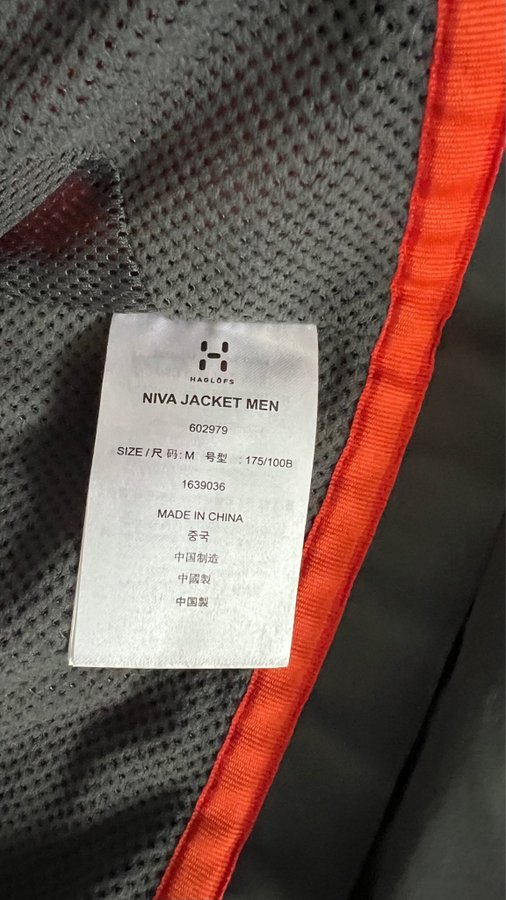 HAGLÖFS
NIVA JACKET MEN
602979
SIZE / 尺 码 : M 号型 : 175/100B
1639036
MADE IN CHINA
중국
中国制造
中國製
中国製